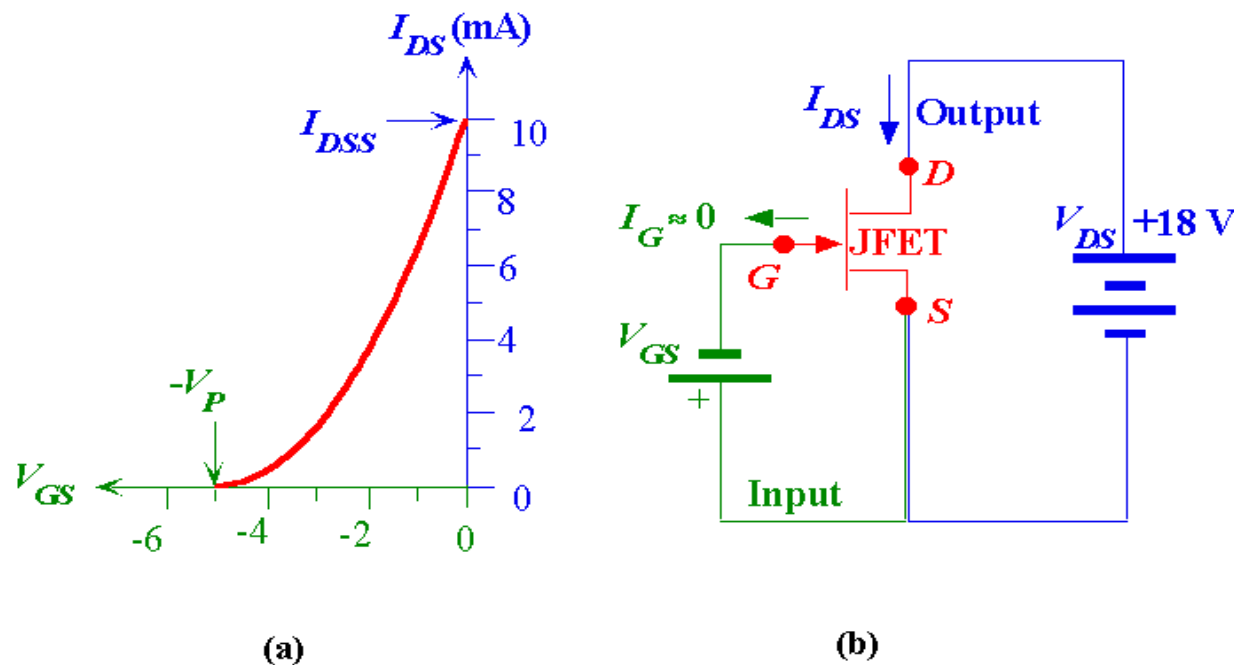 I_DS (mA)
I_DSS
10
8
6
4
2
0
-V_P
V_GS
-6
-4
-2
0
(a)
I_DS
Output
D
I_G ≈ 0
JFET
G
S
V_GS
+
Input
V_DS +18 V
(b)